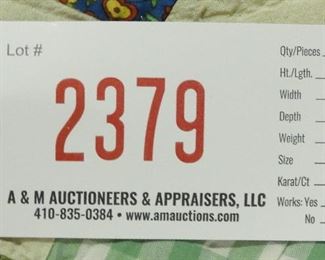 Lot #
2379
A & M AUCTIONEERS & APPRAISERS, LLC
410-835-0384 • www.amauctions.com
Qty/Pieces
Ht./Lgth.
Width
Depth
Weight
Size
Karat/Ct
Works: Yes
No